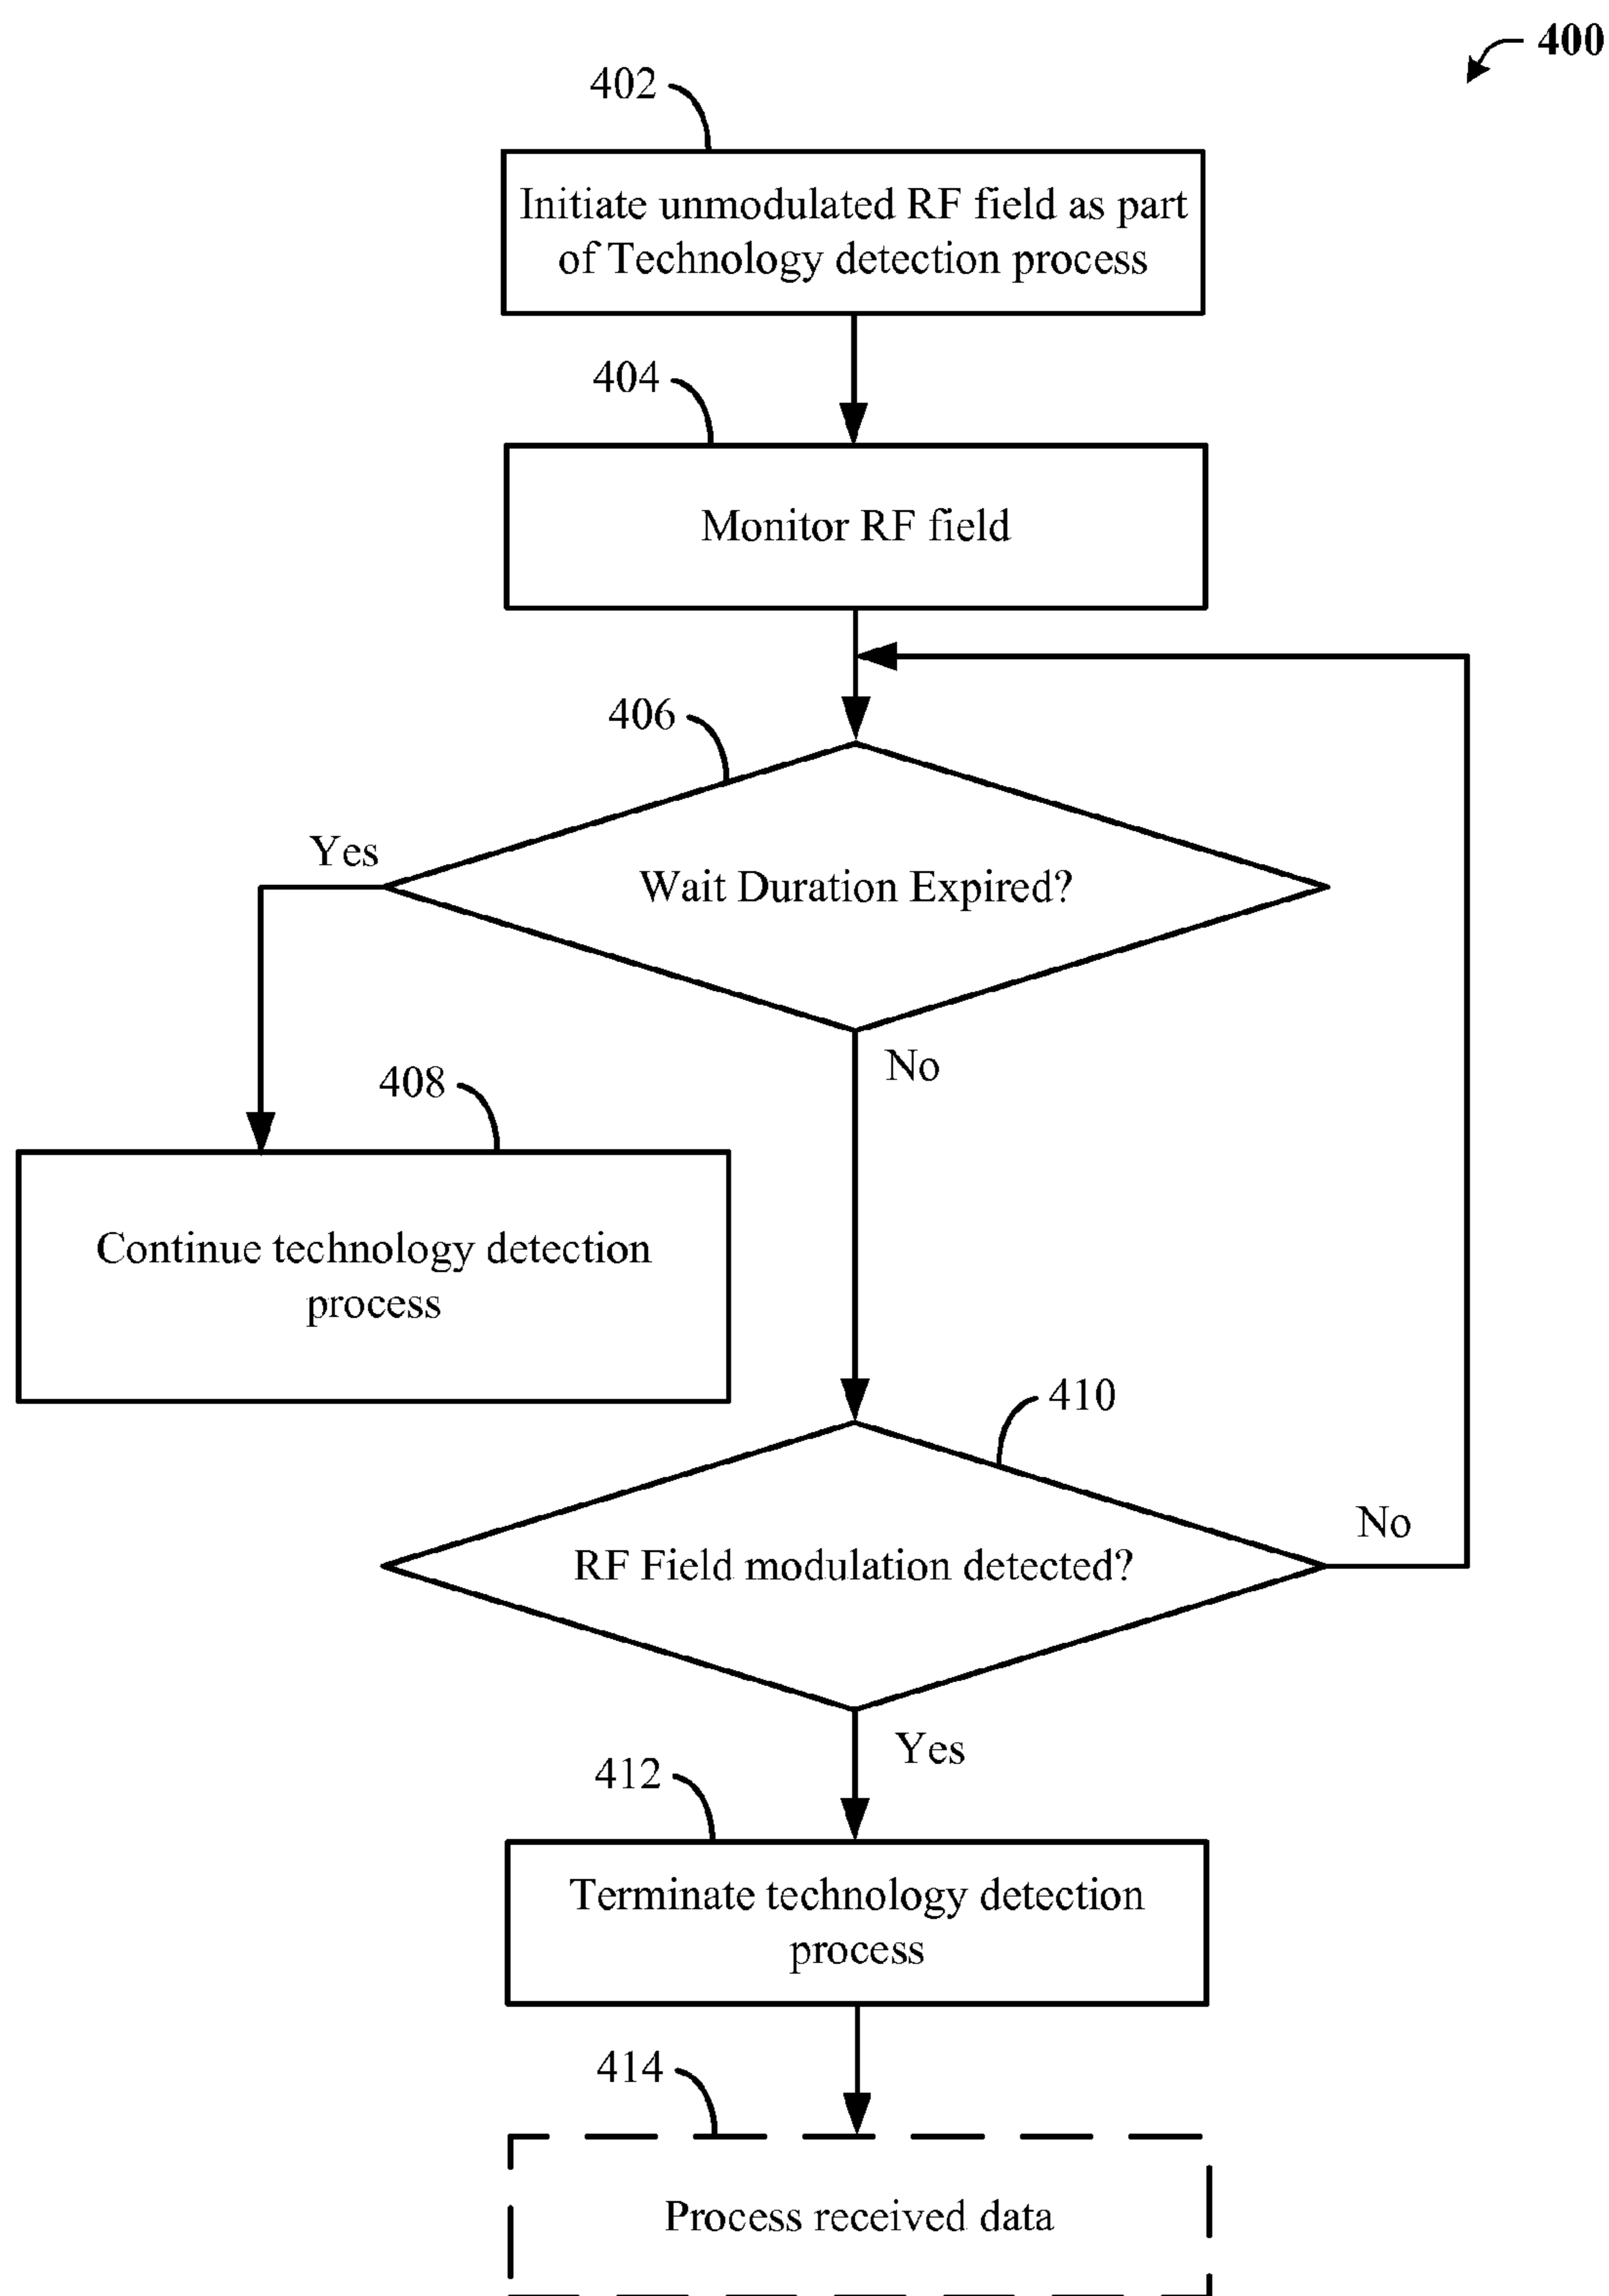 400
402
Initiate unmodulated RF field as part
of Technology detection process
404
Monitor RF field
406
Yes
Wait Duration Expired?
No
408
Continue technology detection
process
410
No
RF Field modulation detected?
Yes
412
Terminate technology detection
process
414
Process received data